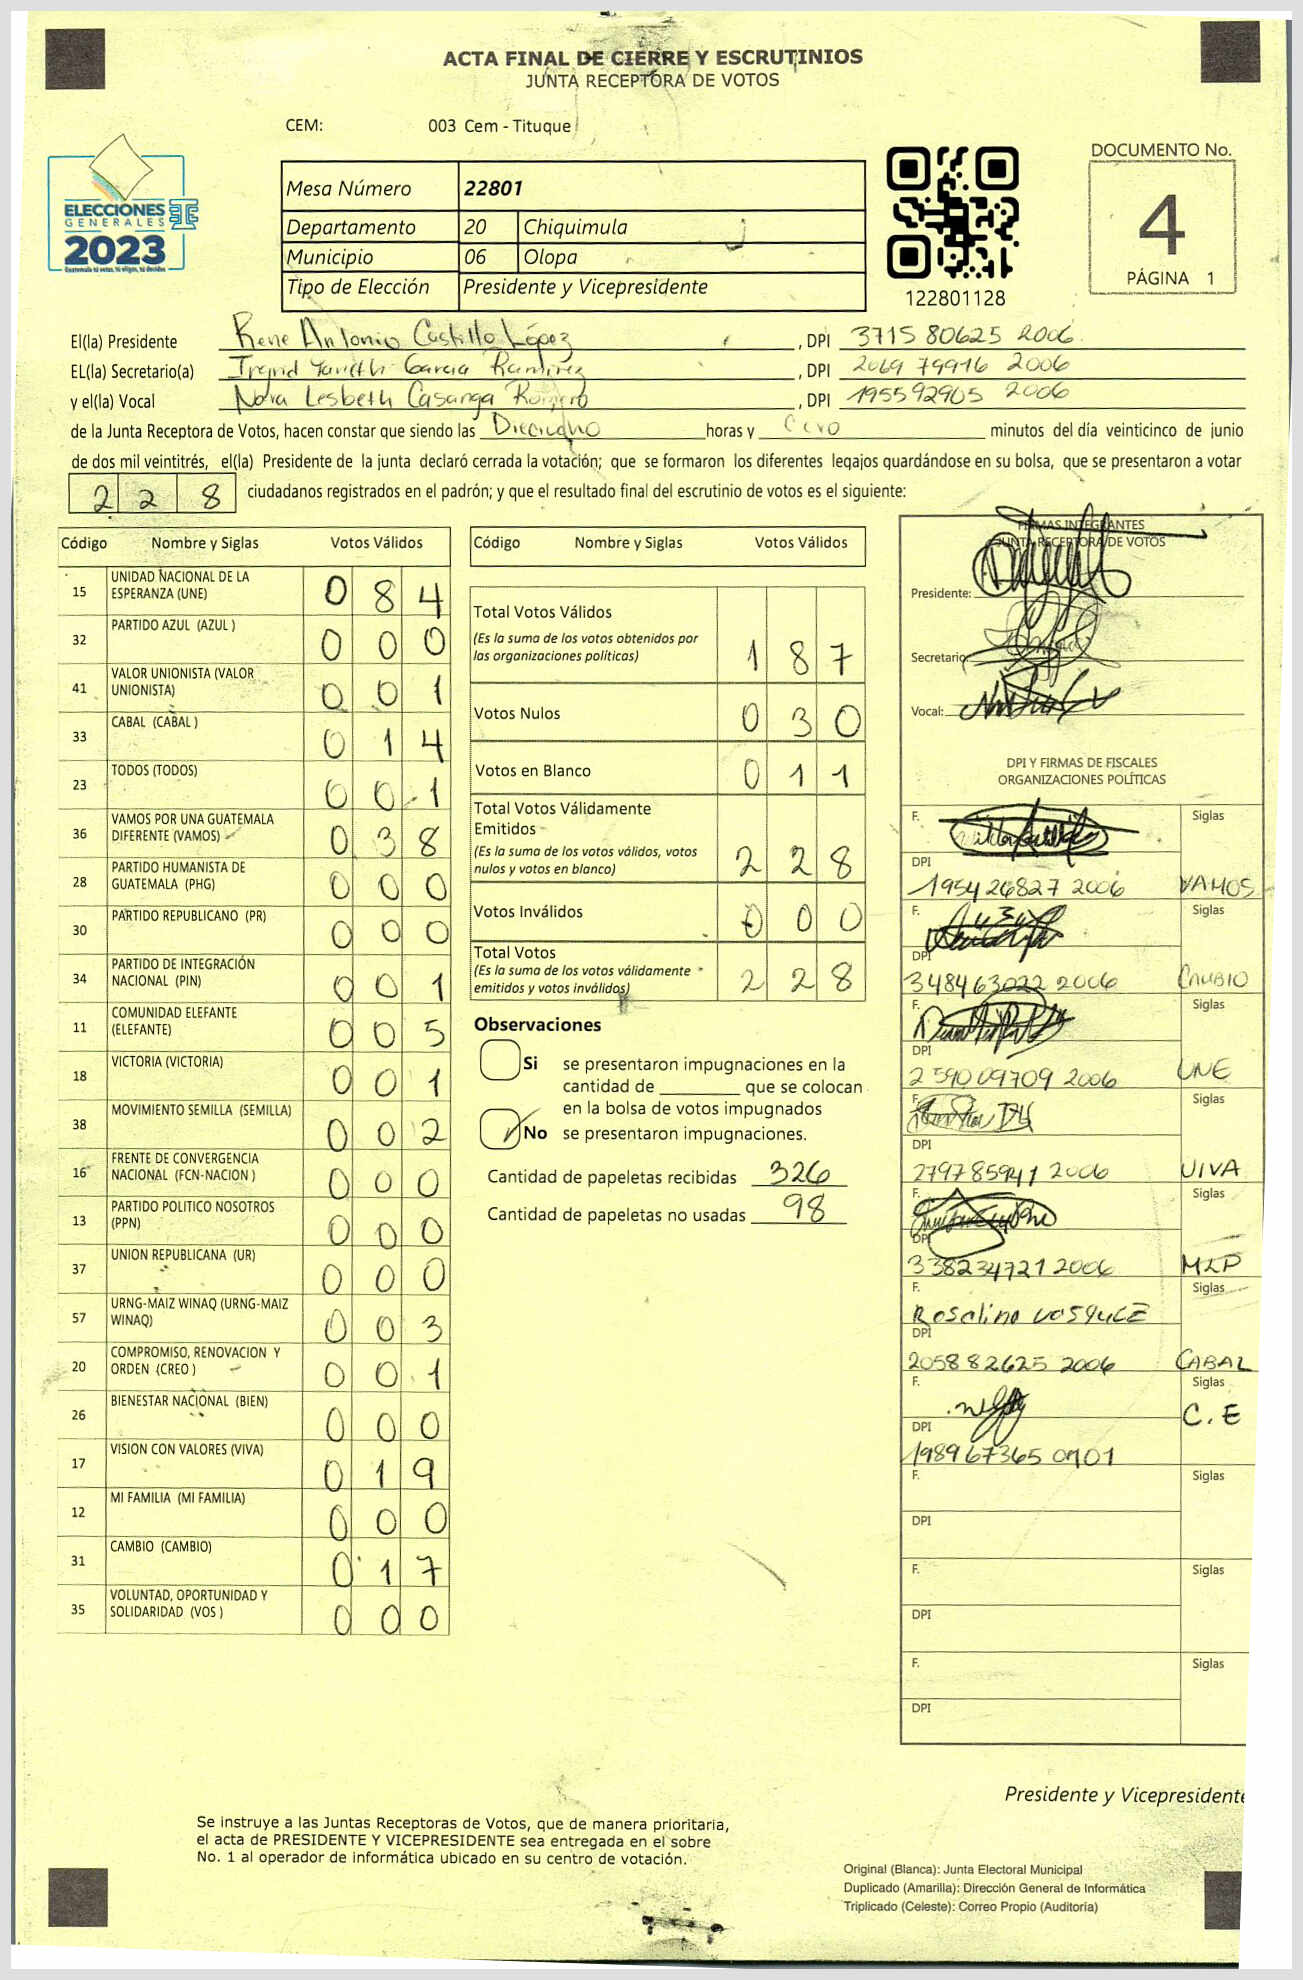 ACTA FINAL DE CIERRE Y ESCRUTINIOS
JUNTA RECEPTORA DE VOTOS
CEM: 003 Cem - Tituque
ELECCIONES
GENERALES
2023
Guatemala tú votas, tú eliges, tú decides
Mesa Número 22801
Departamento 20 Chiquimula
Municipio 06 Olopa
Tipo de Elección Presidente y Vicepresidente
122801128
DOCUMENTO No.
4
PÁGINA 1
El(la) Presidente Rene Antonio Castillo López, DPI 3715 80625 2006
EL(la) Secretario(a) Ingrid Yaneth Garcia Ramirez, DPI 2069 79916 2006
y el(la) Vocal Nora Lesbeth Casanga Romero, DPI 195592905 2006
de la Junta Receptora de Votos, hacen constar que siendo las Dieciocho horas y Cero minutos del día veinticinco de junio
de dos mil veintitrés, el(la) Presidente de la junta declaró cerrada la votación; que se formaron los diferentes legajos guardándose en su bolsa, que se presentaron a votar
228 ciudadanos registrados en el padrón; y que el resultado final del escrutinio de votos es el siguiente:
Código Nombre y Siglas Votos Válidos
15 UNIDAD NACIONAL DE LA ESPERANZA (UNE) 0 8 4
32 PARTIDO AZUL (AZUL ) 0 0 0
41 VALOR UNIONISTA (VALOR UNIONISTA) 0 0 1
33 CABAL (CABAL ) 0 1 4
23 TODOS (TODOS) 0 0 1
36 VAMOS POR UNA GUATEMALA DIFERENTE (VAMOS) 0 3 8
28 PARTIDO HUMANISTA DE GUATEMALA (PHG) 0 0 0
30 PARTIDO REPUBLICANO (PR) 0 0 0
34 PARTIDO DE INTEGRACIÓN NACIONAL (PIN) 0 0 1
11 COMUNIDAD ELEFANTE (ELEFANTE) 0 0 5
18 VICTORIA (VICTORIA) 0 0 1
38 MOVIMIENTO SEMILLA (SEMILLA) 0 0 2
16 FRENTE DE CONVERGENCIA NACIONAL (FCN-NACION ) 0 0 0
13 PARTIDO POLITICO NOSOTROS (PPN) 0 0 0
37 UNION REPUBLICANA (UR) 0 0 0
57 URNG-MAIZ WINAQ (URNG-MAIZ WINAQ) 0 0 3
20 COMPROMISO, RENOVACION Y ORDEN (CREO ) 0 0 1
26 BIENESTAR NACIONAL (BIEN) 0 0 0
17 VISION CON VALORES (VIVA) 0 1 9
12 MI FAMILIA (MI FAMILIA) 0 0 0
31 CAMBIO (CAMBIO) 0 1 7
35 VOLUNTAD, OPORTUNIDAD Y SOLIDARIDAD (VOS ) 0 0 0
Código Nombre y Siglas Votos Válidos
Total Votos Válidos 1 8 7
(Es la suma de los votos obtenidos por
las organizaciones políticas)
Votos Nulos 0 3 0
Votos en Blanco 0 1 1
Total Votos Válidamente
Emitidos
(Es la suma de los votos válidos, votos
nulos y votos en blanco) 2 2 8
Votos Inválidos 0 0 0
Total Votos
(Es la suma de los votos válidamente
emitidos y votos inválidos) 2 2 8
Observaciones
Si se presentaron impugnaciones en la
cantidad de ________ que se colocan
en la bolsa de votos impugnados
No se presentaron impugnaciones.
Cantidad de papeletas recibidas 326
Cantidad de papeletas no usadas 98
FIRMAS INTEGRANTES
JUNTA RECEPTORA DE VOTOS
Presidente:
Secretario:
Vocal:
DPI Y FIRMAS DE FISCALES
ORGANIZACIONES POLÍTICAS
F. Siglas
DPI
1954 26827 2006 VAMOS
F. Siglas
DPI
348463022 2006 CAMBIO
F. Siglas
DPI
2 59009709 2006 UNE
F. Siglas
DPI
279785941 2006 VIVA
F. Siglas
DPI
338234721 2006 MLP
F. Siglas
Rosalino vosquce
DPI
2058 82625 2006 CABAL
F. Siglas
C.E
DPI
198967365 0701
F. Siglas
DPI
F. Siglas
DPI
F. Siglas
DPI
Presidente y Vicepresidente
Se instruye a las Juntas Receptoras de Votos, que de manera prioritaria,
el acta de PRESIDENTE Y VICEPRESIDENTE sea entregada en el sobre
No. 1 al operador de informática ubicado en su centro de votación.
Original (Blanca): Junta Electoral Municipal
Duplicado (Amarilla): Dirección General de Informática
Triplicado (Celeste): Correo Propio (Auditoría)